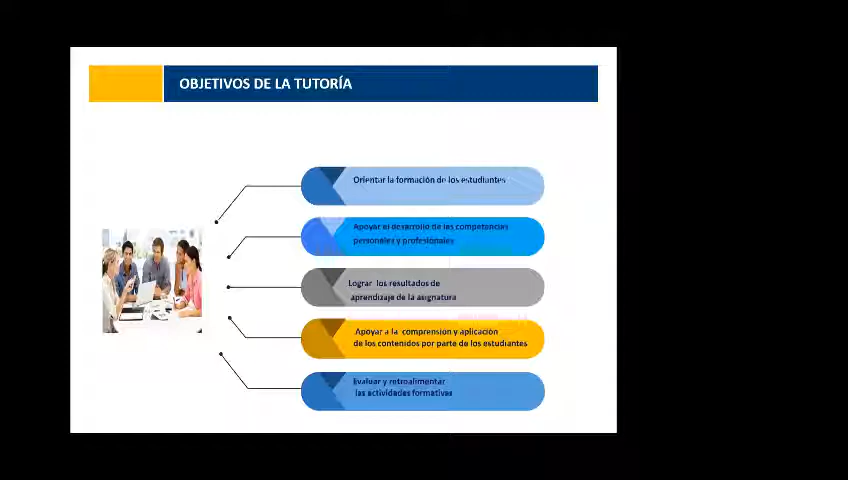 OBJETIVOS DE LA TUTORÍA
Orientar la formación de los estudiantes
Apoyar el desarrollo de las competencias
personales y profesionales
Lograr los resultados de
aprendizaje de la asignatura
Apoyar a la comprensión y aplicación
de los contenidos por parte de los estudiantes
Evaluar y retroalimentar
las actividades formativas